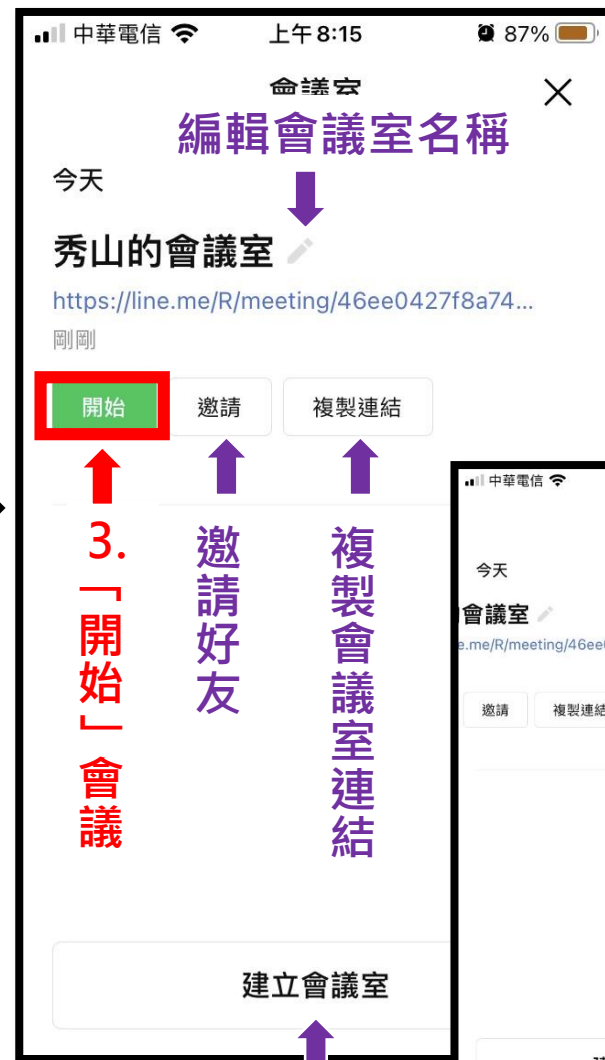 中華電信 上午8:15 87%
會議室
編輯會議室名稱
今天
秀山的會議室
https://line.me/R/meeting/46ee0427f8a74...
剛剛
開始 邀請 複製連結
3.「開始」會議
邀請好友
複製會議室連結
建立會議室
中華電信
今天
會議室
e.me/R/meeting/46ee
邀請 複製連結